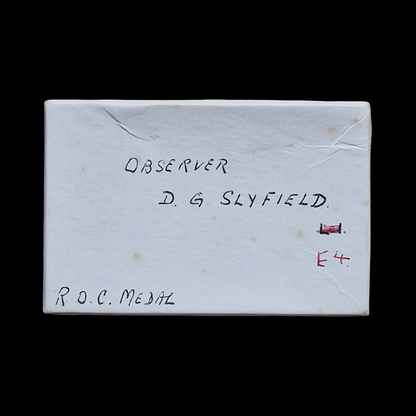 OBSERVER
D. G. SLYFIELD.
E4.
R.O.C. MEDAL